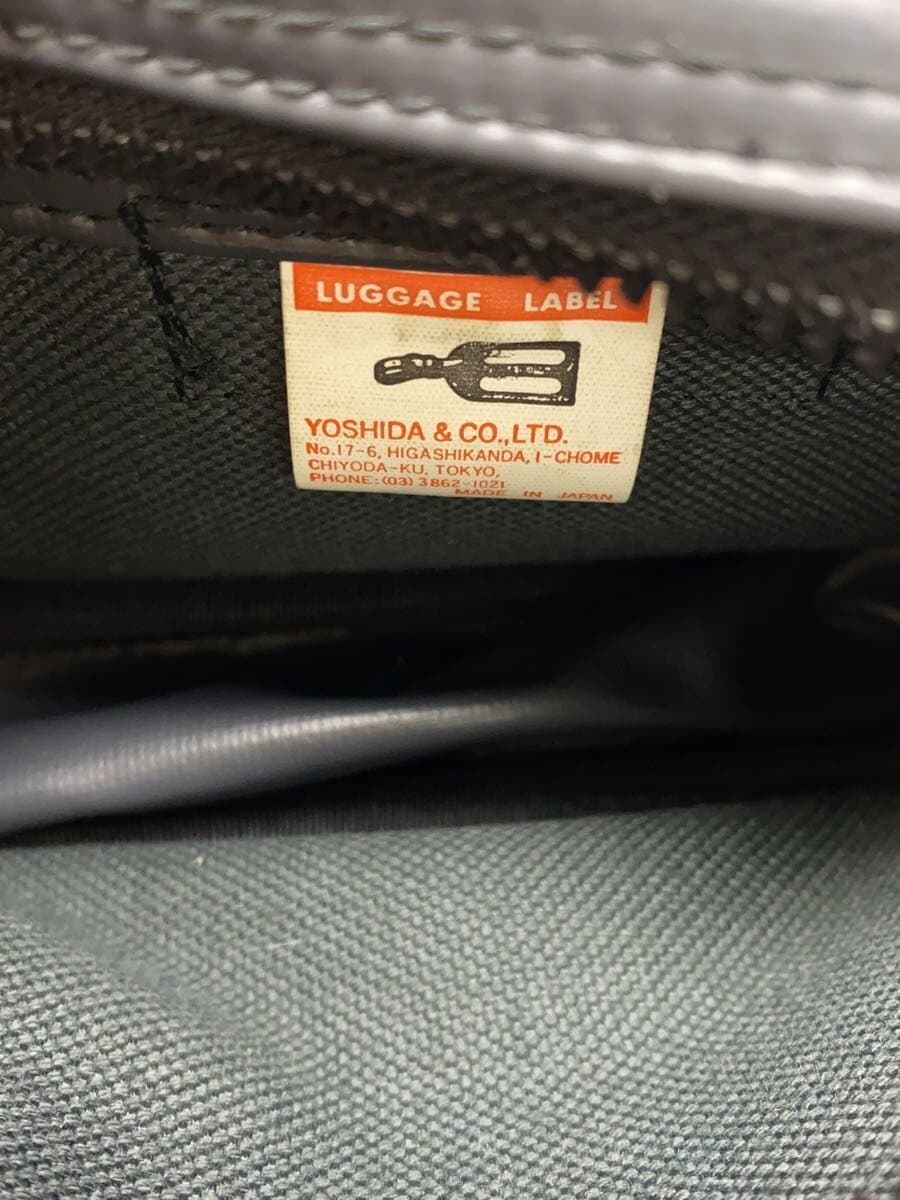 LUGGAGE LABEL
YOSHIDA & CO.,LTD.
No.17-6, HIGASHIKANDA, 1-CHOME
CHIYODA-KU, TOKYO,
PHONE: (03) 3862-1021
MADE IN JAPAN